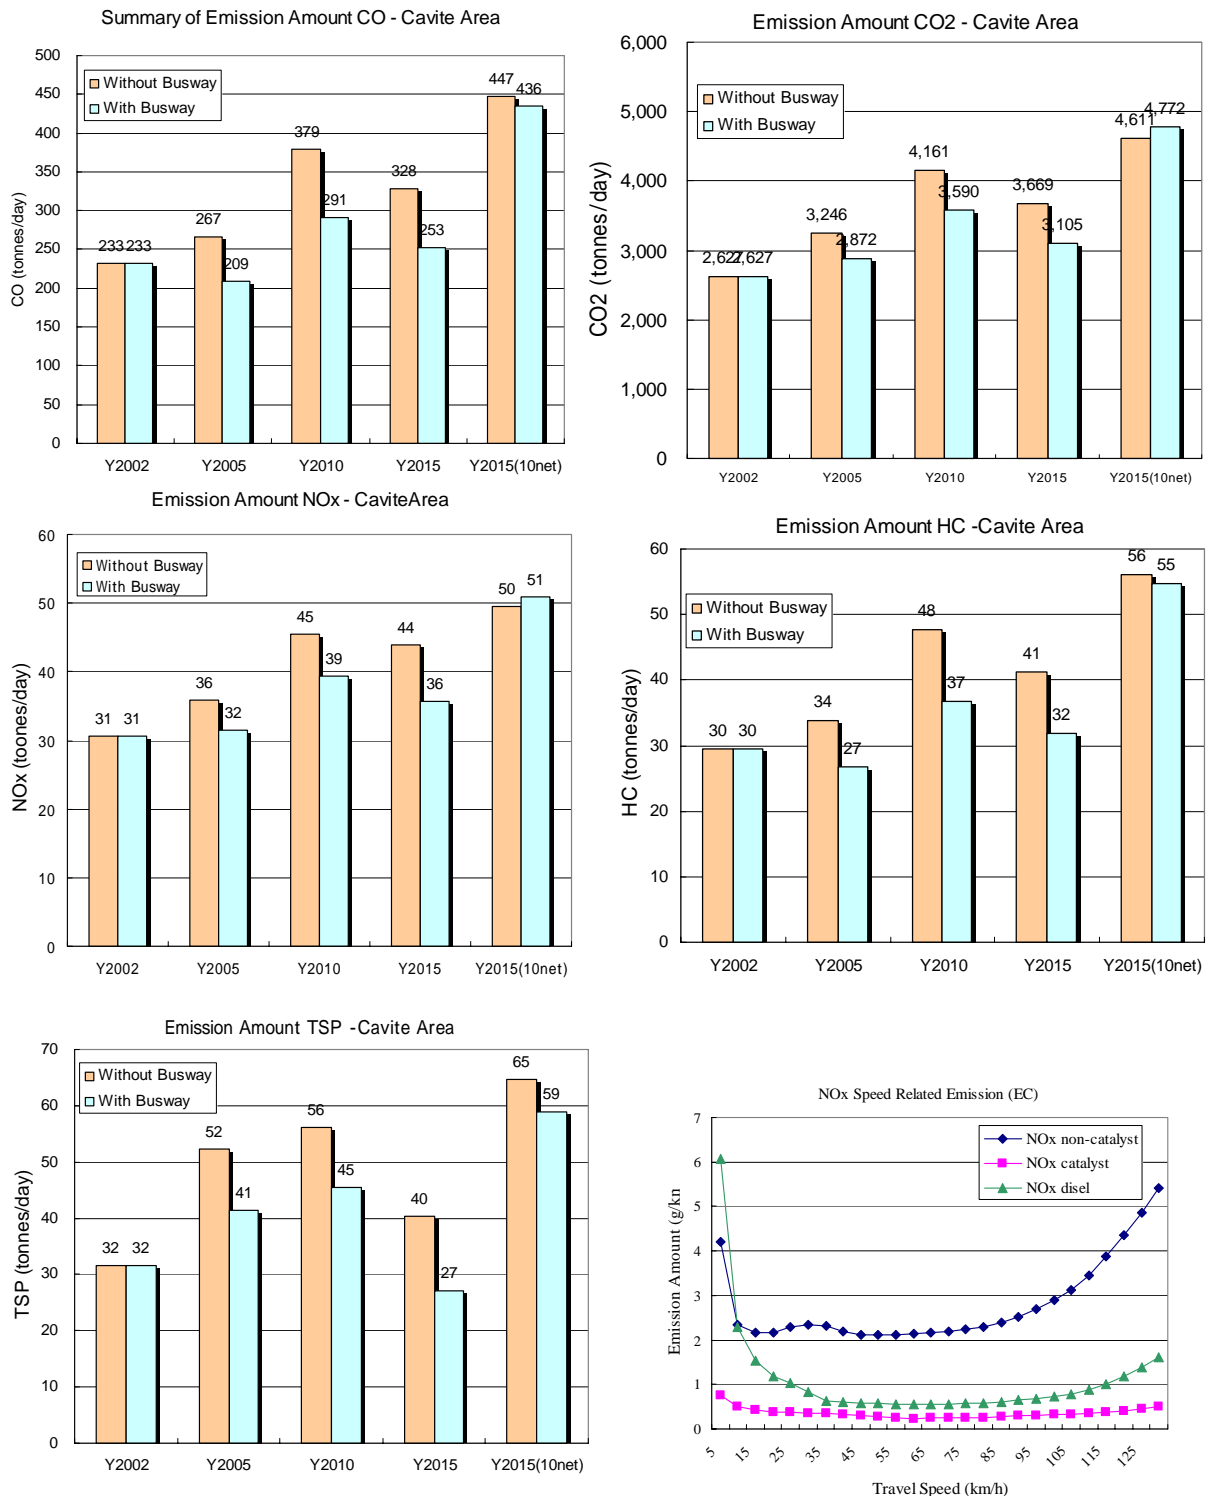 Summary of Emission Amount CO - Cavite Area
CO (tonnes/day)
500
450
400
350
300
250
200
150
100
50
0
Without Busway
With Busway
233 233
267
209
379
291
328
253
447
436
Y2002 Y2005 Y2010 Y2015 Y2015(10net)
Emission Amount CO2 - Cavite Area
CO2 (tonnes/day)
6,000
5,000
4,000
3,000
2,000
1,000
0
Without Busway
With Busway
2,627 2,627
3,246
2,872
4,161
3,590
3,669
3,105
4,611
4,772
Y2002 Y2005 Y2010 Y2015 Y2015(10net)
Emission Amount NOx - CaviteArea
NOx (toones/day)
60
50
40
30
20
10
0
Without Busway
With Busway
31 31
36
32
45
39
44
36
50
51
Y2002 Y2005 Y2010 Y2015 Y2015(10net)
Emission Amount HC -Cavite Area
HC (tonnes/day)
60
50
40
30
20
10
0
Without Busway
With Busway
30 30
34
27
48
37
41
32
56
55
Y2002 Y2005 Y2010 Y2015 Y2015(10net)
Emission Amount TSP -Cavite Area
TSP (tonnes/day)
70
60
50
40
30
20
10
0
Without Busway
With Busway
32 32
52
41
56
45
40
27
65
59
Y2002 Y2005 Y2010 Y2015 Y2015(10net)
NOx Speed Related Emission (EC)
Emission Amount (g/kn
7
6
5
4
3
2
1
0
NOx non-catalyst
NOx catalyst
NOx disel
5 15 25 35 45 55 65 75 85 95 105 115 125
Travel Speed (km/h)